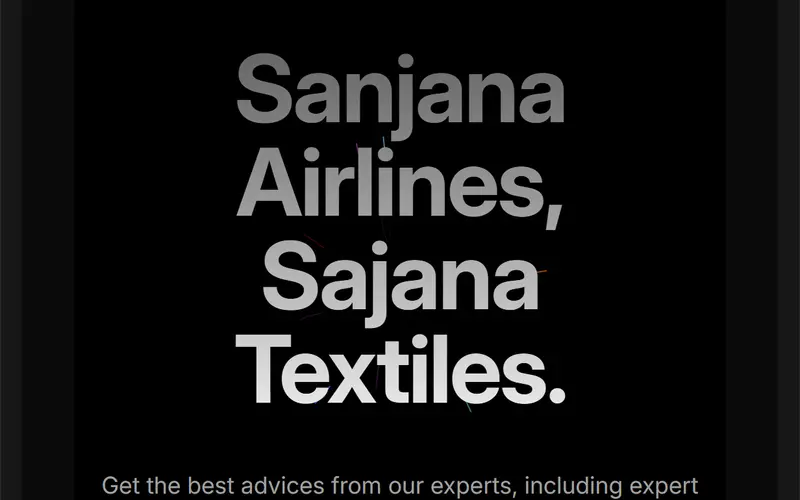 Sanjana
Airlines,
Sajana
Textiles.
Get the best advices from our experts, including expert